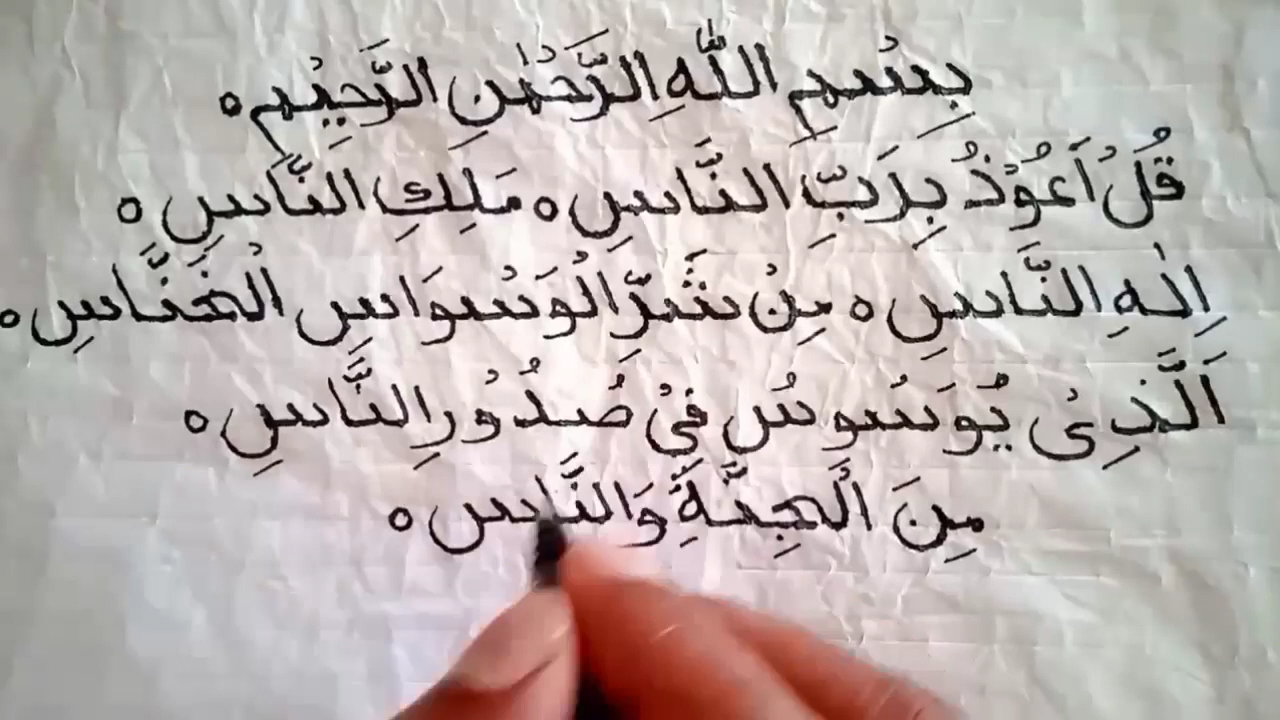 بِسْمِ اللّٰهِ الرَّحْمٰنِ الرَّحِيْمِ ○
قُلْ اَعُوْذُ بِرَبِّ النَّاسِ ○ مَلِكِ النَّاسِ ○
اِلٰهِ النَّاسِ ○ مِنْ شَرِّ الْوَسْوَاسِ الْخَنَّاسِ ○
اَلَّذِىْ يُوَسْوِسُ فِيْ صُدُوْرِ النَّاسِ ○
مِنَ الْجِنَّةِ وَالنَّاس ○